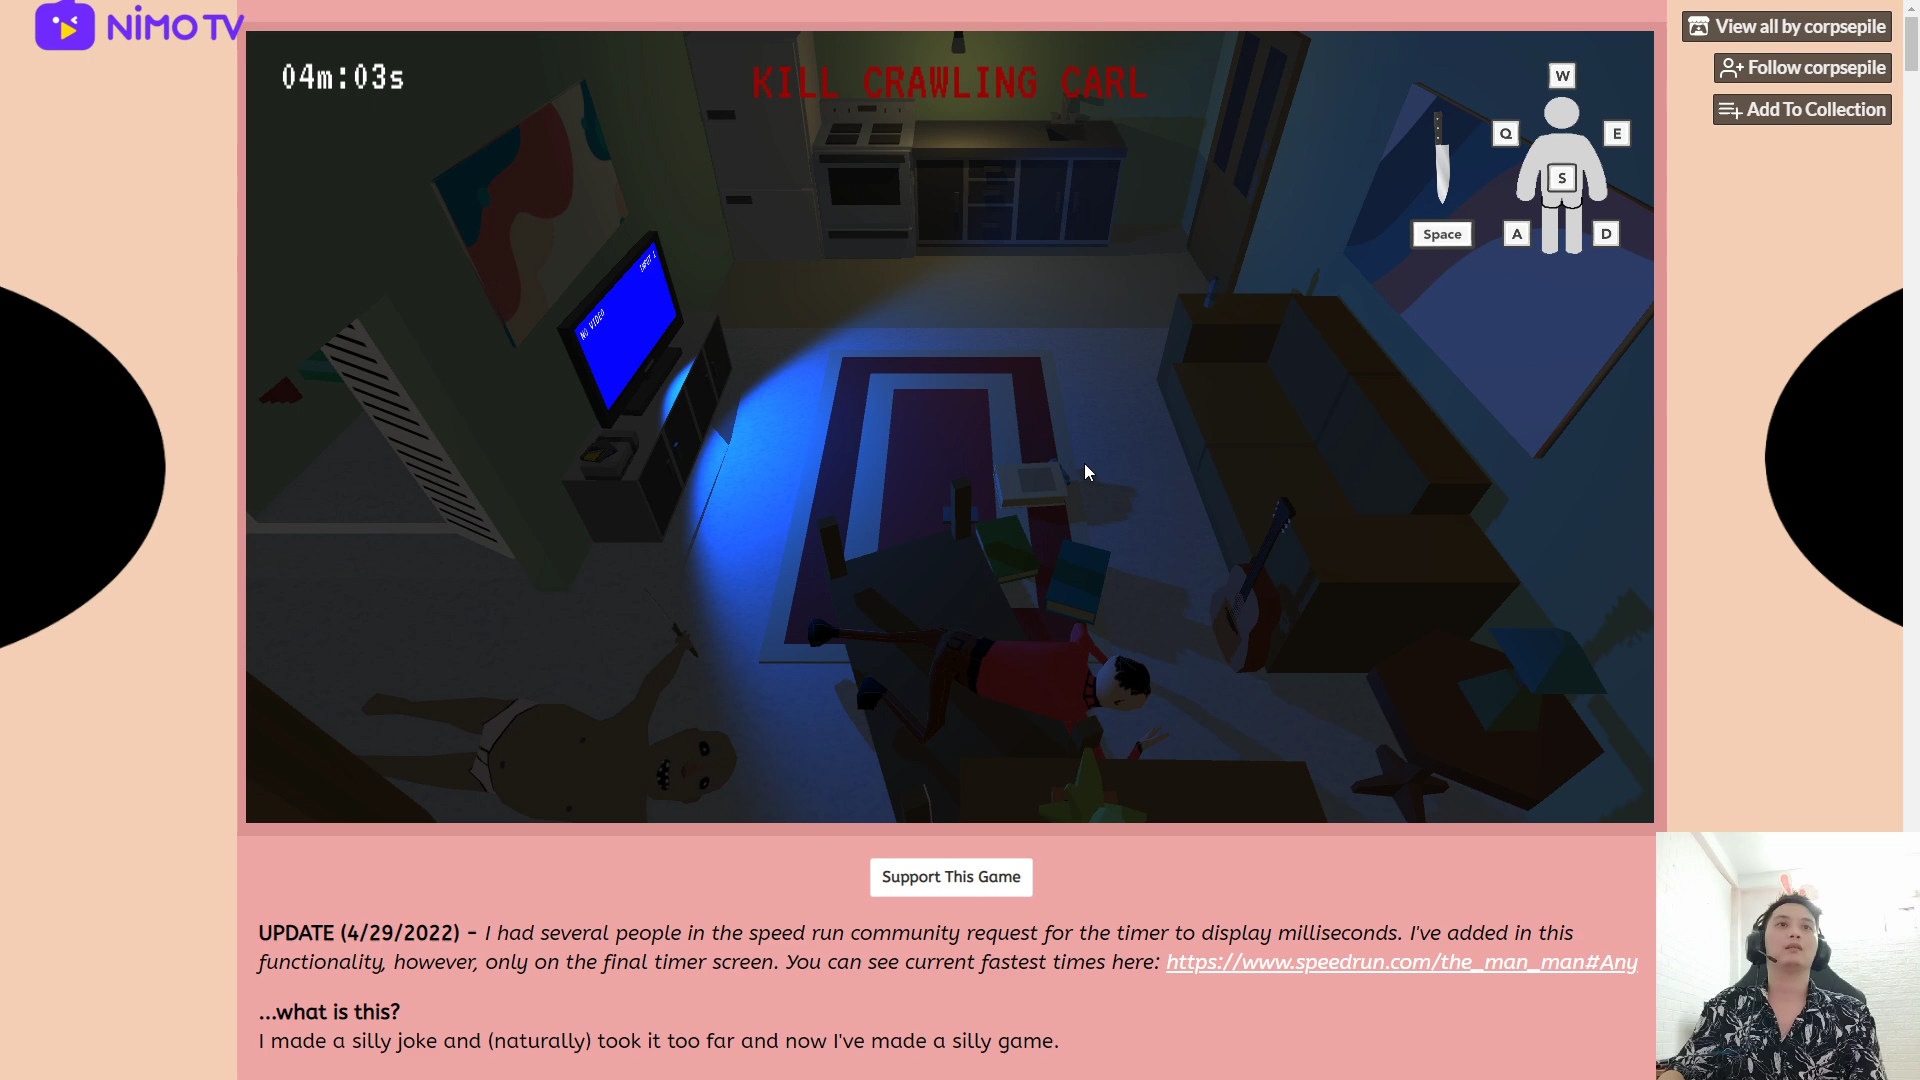 NiMO TV
View all by corpsepile
Follow corpsepile
Add To Collection
04m:03s
KILL CRAWLING CARL
W
Q
E
S
Space
A
D
INPUT 1
NO VIDEO
Support This Game
UPDATE (4/29/2022) - I had several people in the speed run community request for the timer to display milliseconds. I've added in this
functionality, however, only on the final timer screen. You can see current fastest times here: https://www.speedrun.com/the_man_man#Any
...what is this?
I made a silly joke and (naturally) took it too far and now I've made a silly game.